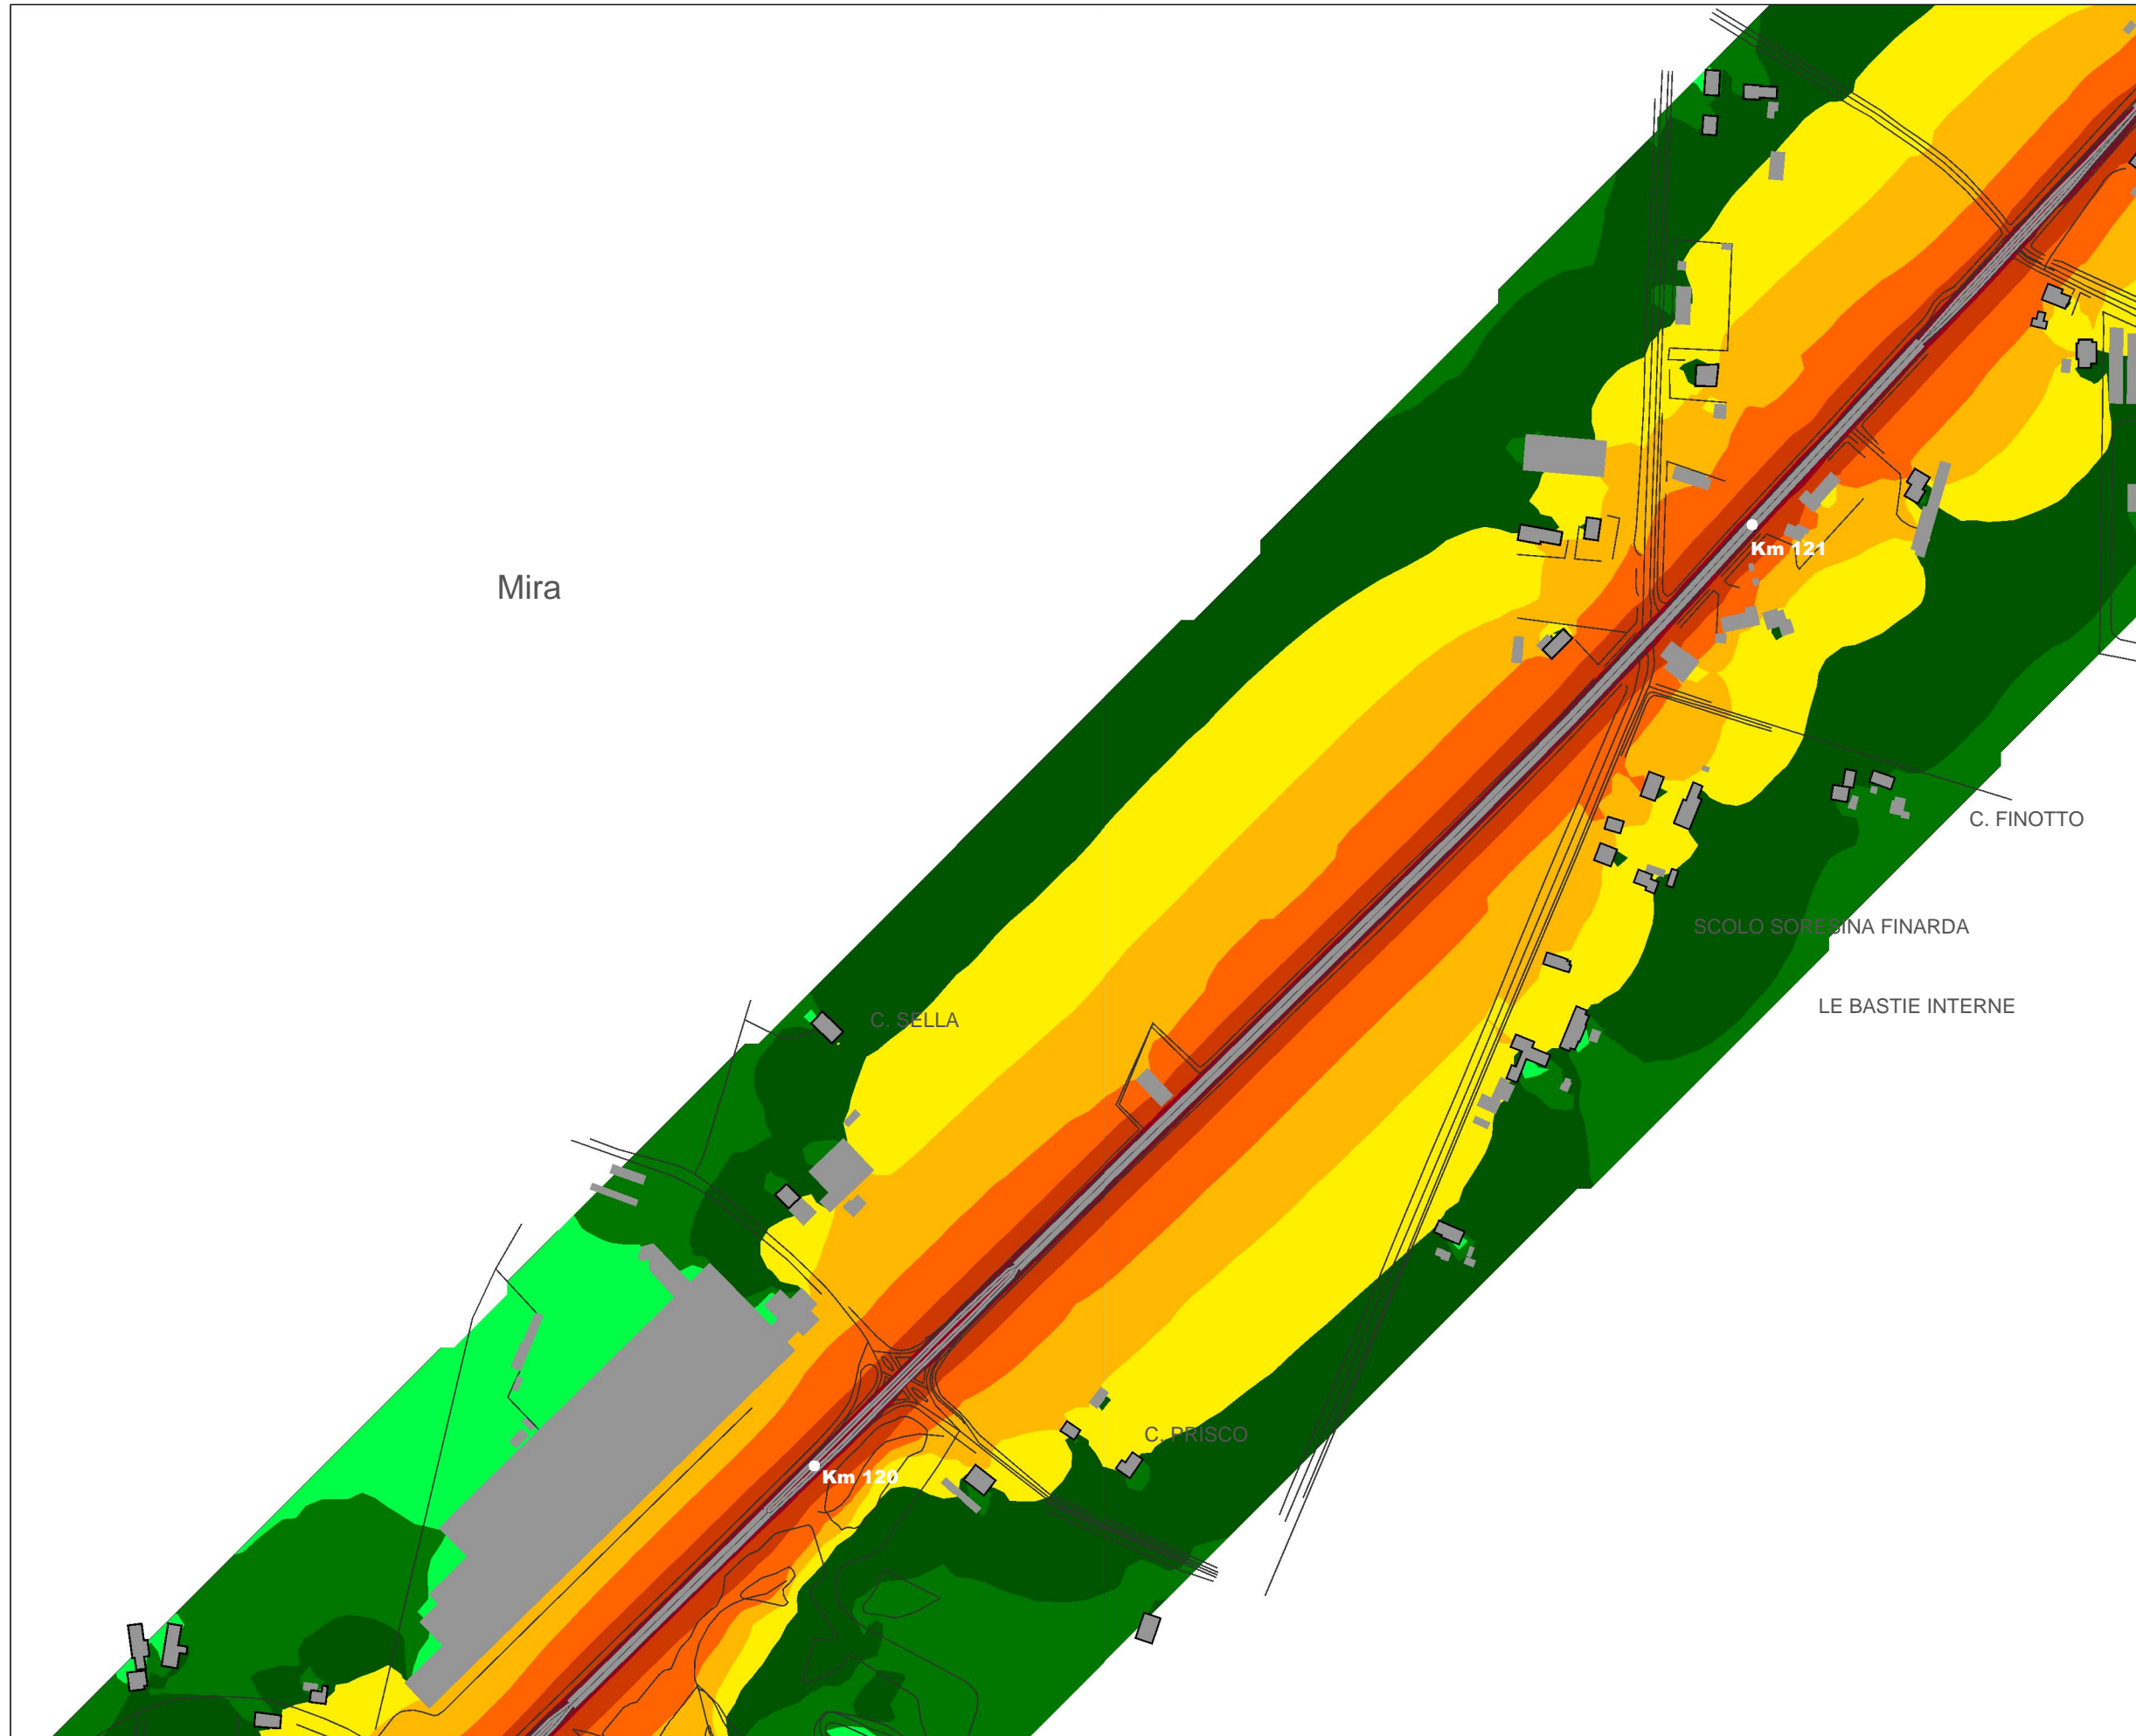 Km 121
Mira
C. FINOTTO
SCOLO SORESINA FINARDA
LE BASTIE INTERNE
C. SELLA
C. PRISCO
Km 120